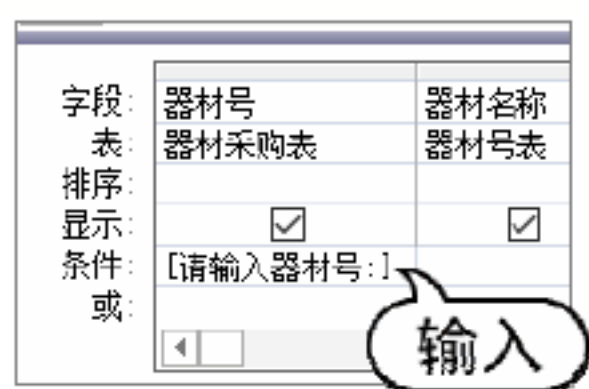 字段: 器材号 器材名称
表: 器材采购表 器材号表
排序:
显示:
条件: [请输入器材号:]
或:
输入